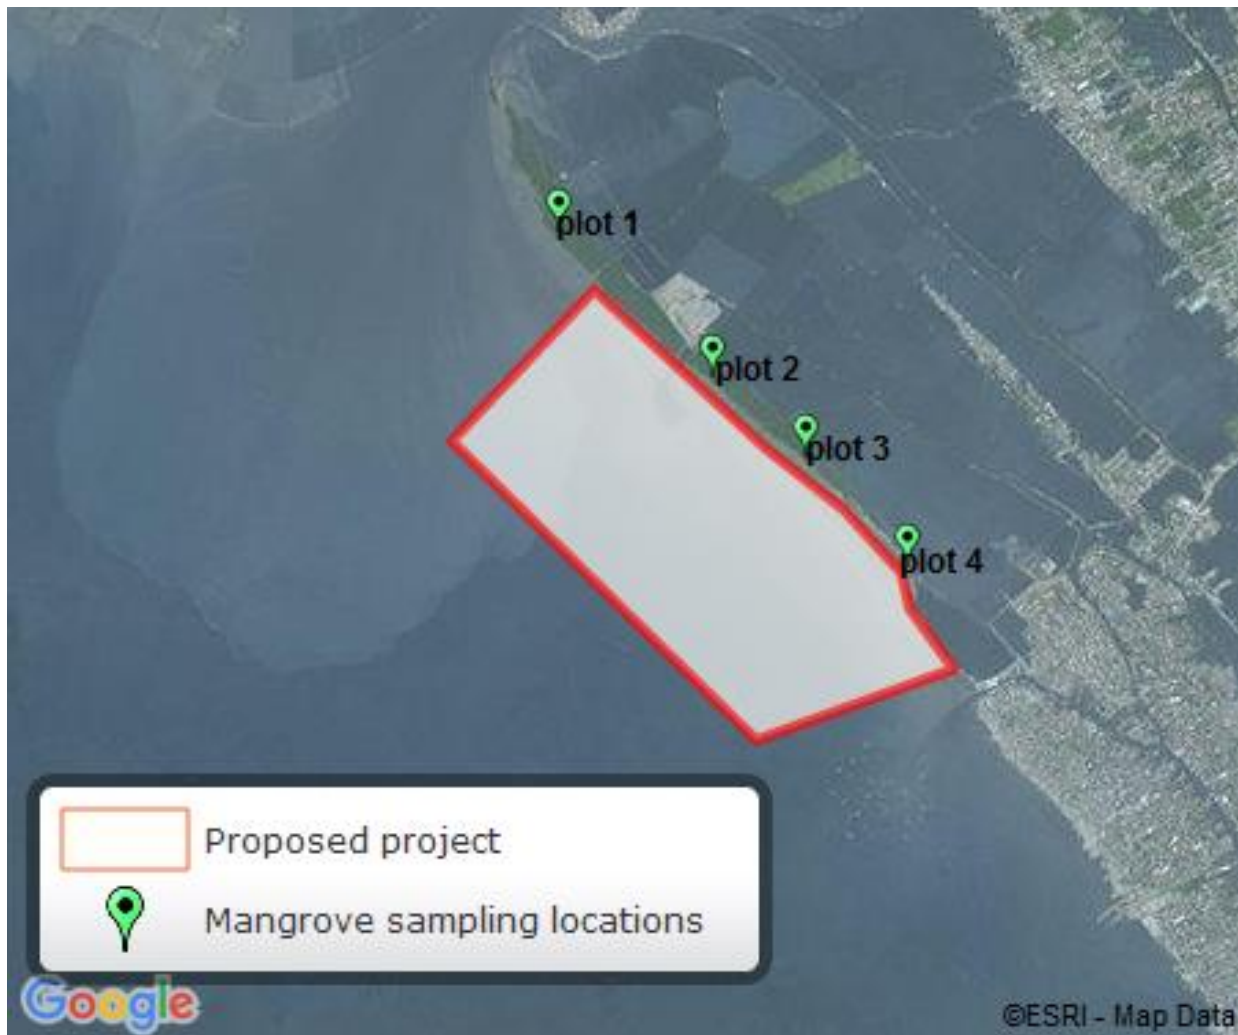 plot 1
plot 2
plot 3
plot 4
Proposed project
Mangrove sampling locations
Google
©ESRI - Map Data